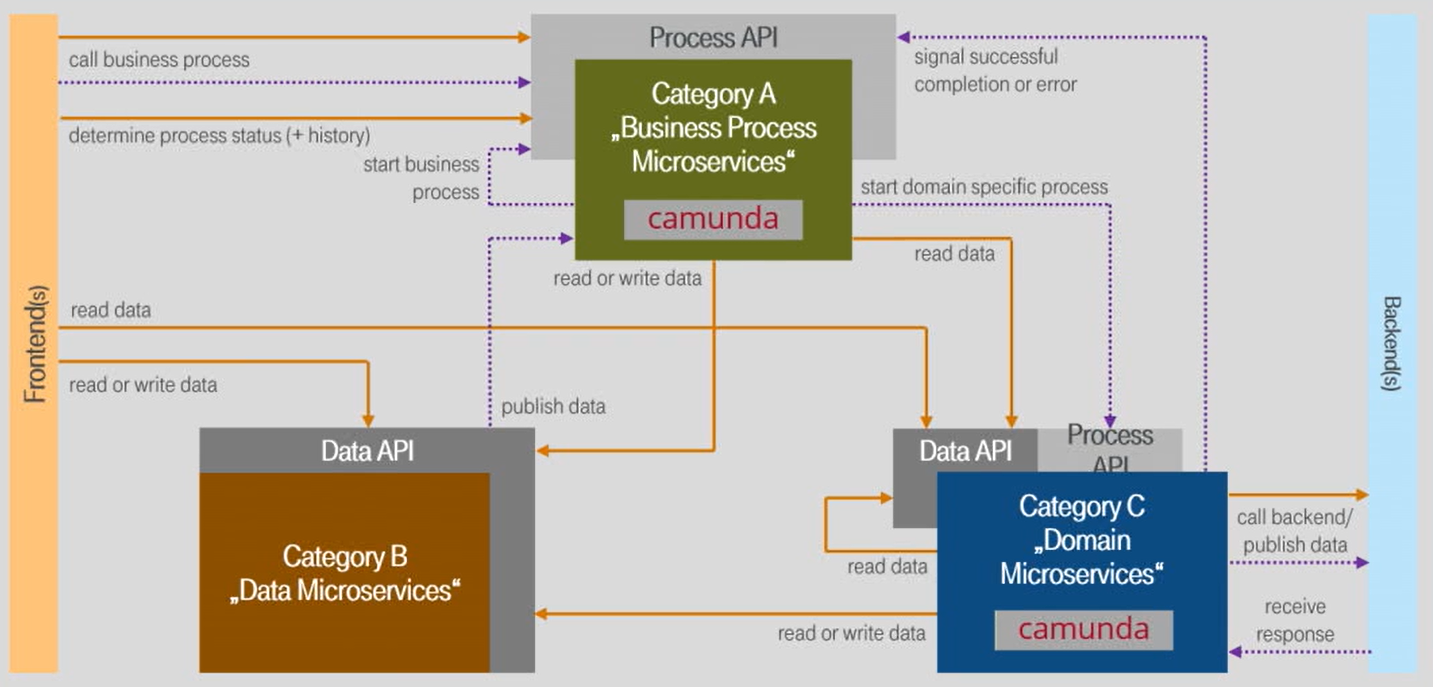 Process API
call business process
signal successful
completion or error
Category A
„Business Process
Microservices“
determine process status (+ history)
start business
process
start domain specific process
camunda
read data
read or write data
read data
Frontend(s)
Backend(s)
read or write data
publish data
Data API
Data API
Process
API
Category C
„Domain
Microservices“
call backend/
publish data
Category B
„Data Microservices“
read data
receive
response
camunda
read or write data